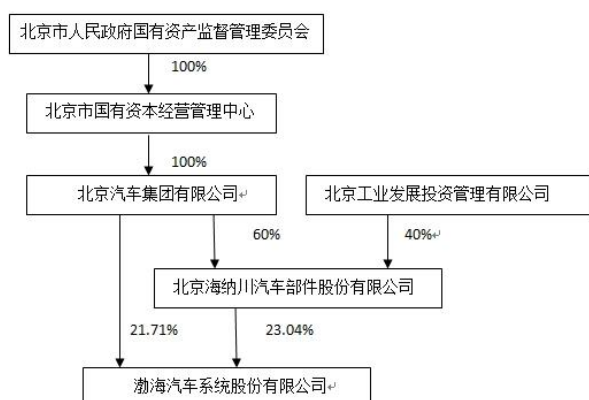 北京市人民政府国有资产监督管理委员会
100%
北京市国有资本经营管理中心
100%
北京汽车集团有限公司
北京工业发展投资管理有限公司
60%
40%
北京海纳川汽车部件股份有限公司
21.71%
23.04%
渤海汽车系统股份有限公司